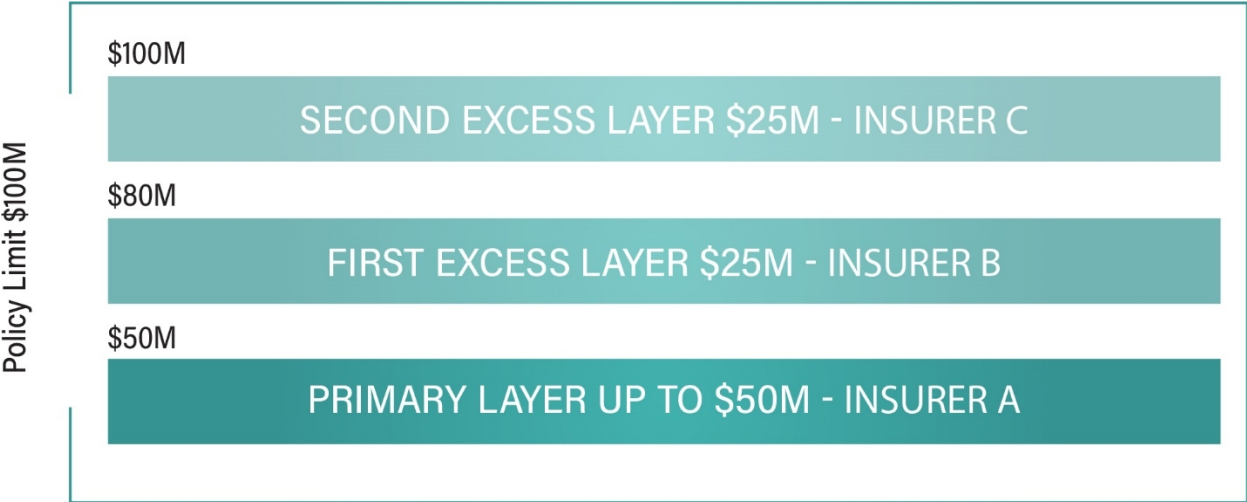 $100M
SECOND EXCESS LAYER $25M - INSURER C
$80M
FIRST EXCESS LAYER $25M - INSURER B
$50M
PRIMARY LAYER UP TO $50M - INSURER A
Policy Limit $100M